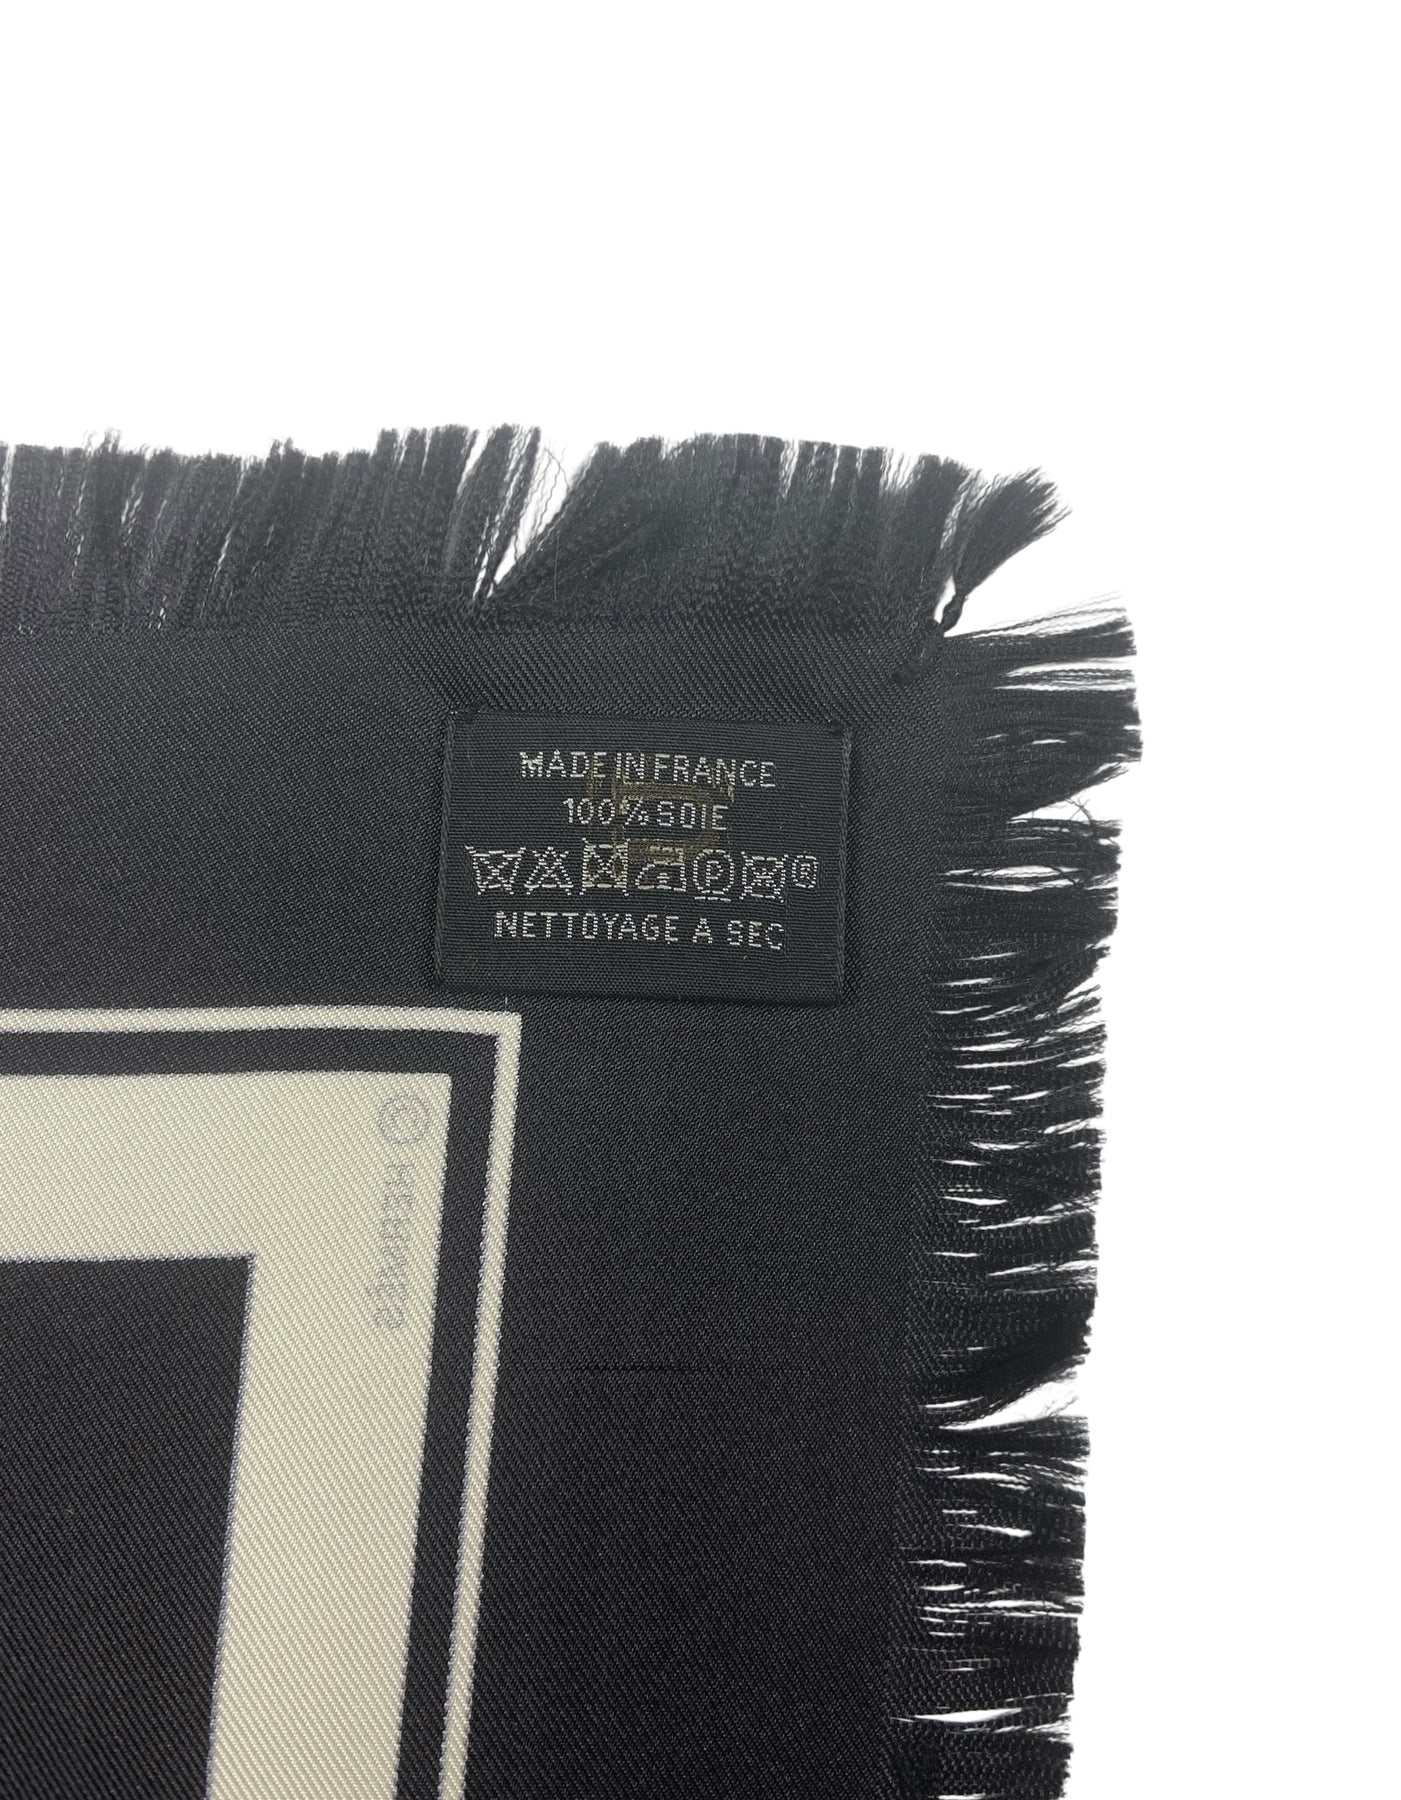 MADE IN FRANCE
100% SOIE
P
R
NETTOYAGE A SEC
©